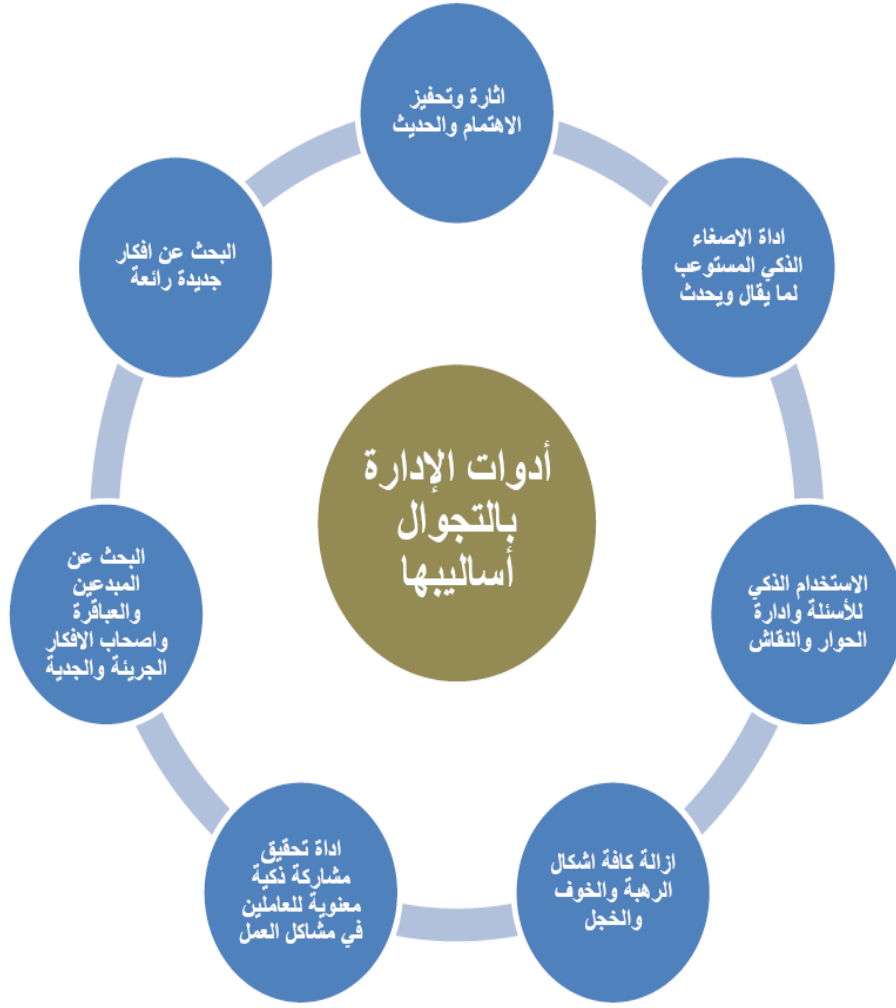 اثارة وتحفيز
الاهتمام والحديث
اداة الاصغاء
الذكي المستوعب
لما يقال ويحدث
الاستخدام الذكي
للأسئلة وادارة
الحوار والنقاش
ازالة كافة اشكال
الرهبة والخوف
والخجل
اداة تحقيق
مشاركة ذكية
معنوية للعاملين
في مشاكل العمل
البحث عن
المبدعين
والعباقرة
واصحاب الافكار
الجريئة والجدية
البحث عن افكار
جديدة رائعة
أدوات الإدارة
بالتجوال
أساليبها